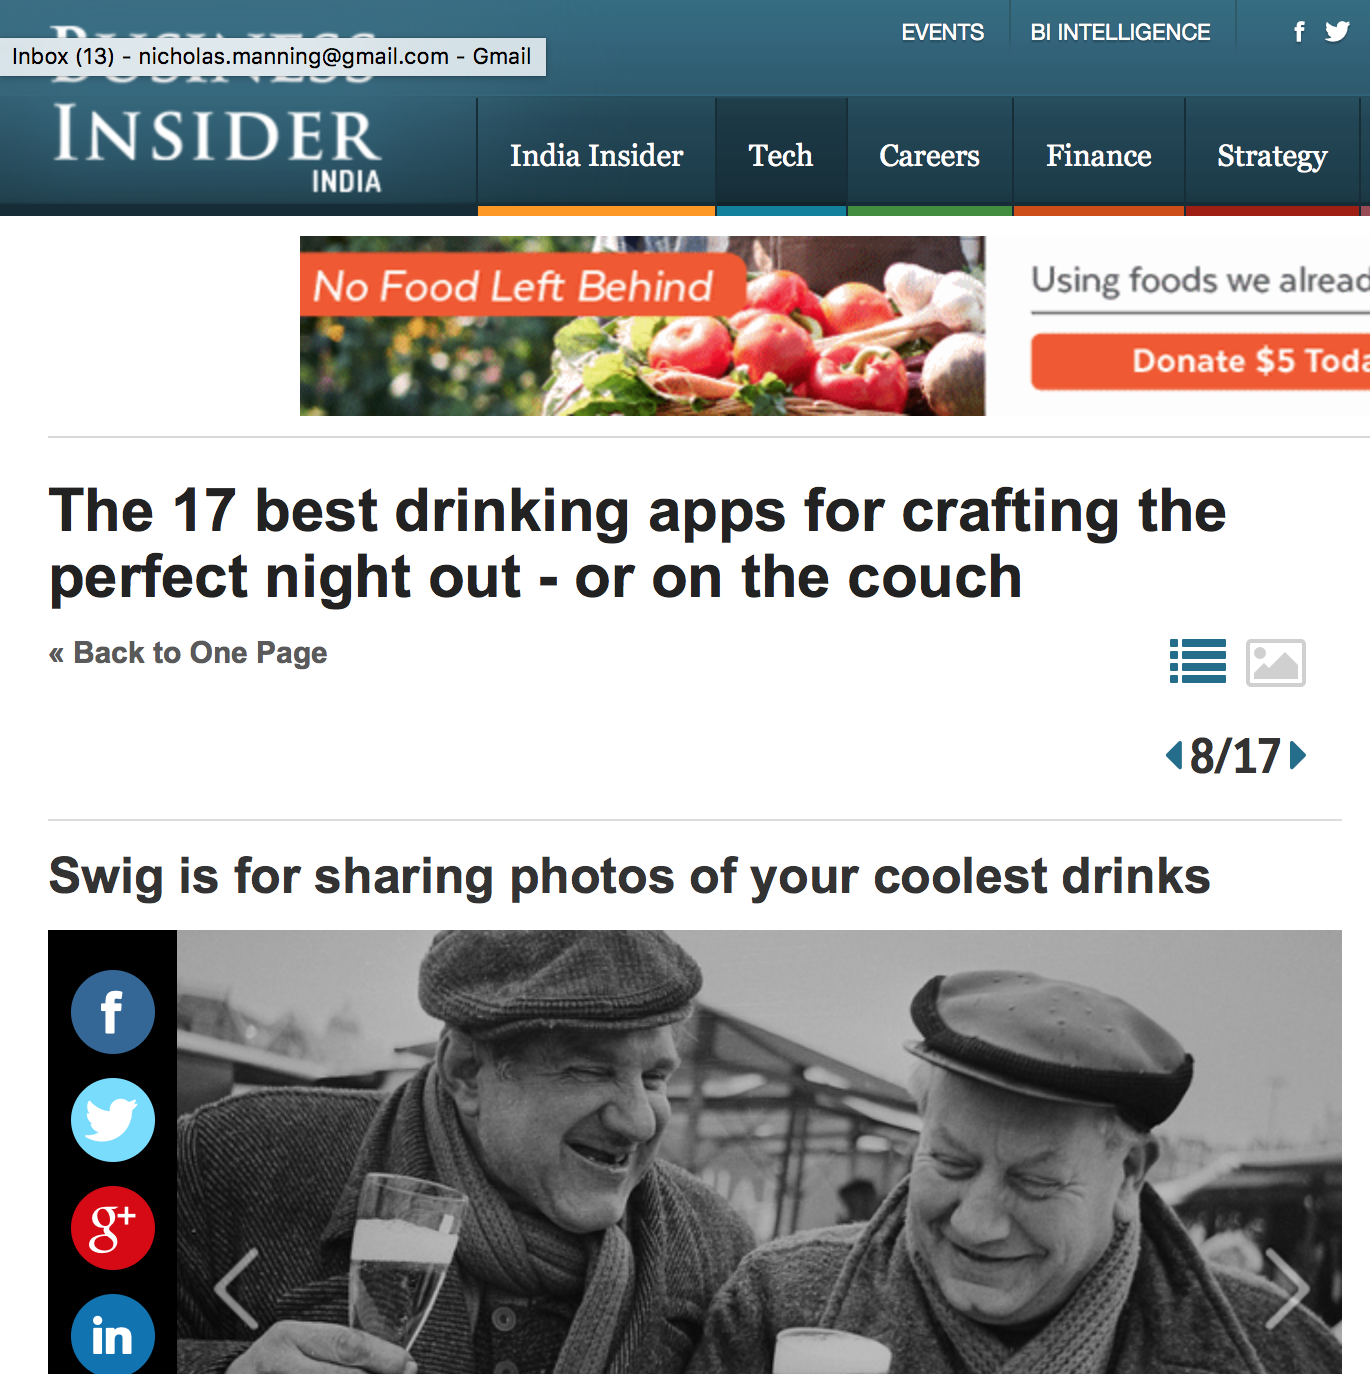 EVENTS
BI INTELLIGENCE
Inbox (13) - nicholas.manning@gmail.com - Gmail
BUSINESS
INSIDER
INDIA
India Insider
Tech
Careers
Finance
Strategy
No Food Left Behind
Using foods we alread
Donate $5 Toda
The 17 best drinking apps for crafting the
perfect night out - or on the couch
« Back to One Page
8/17
Swig is for sharing photos of your coolest drinks
f
g+
in